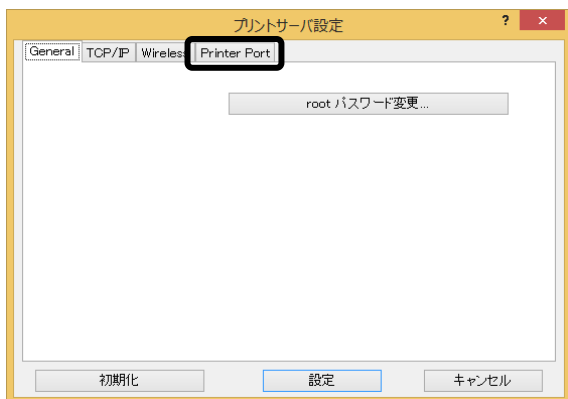 プリントサーバ設定 ? ×
General TCP/IP Wireless Printer Port
root パスワード変更...
初期化 設定 キャンセル